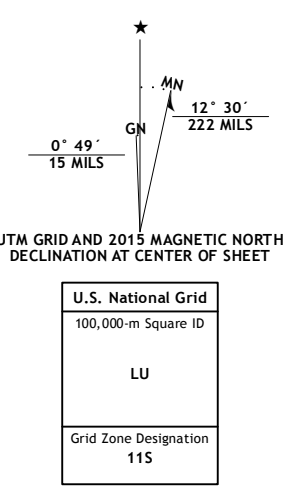 ★
MN
GN
12° 30´
222 MILS
0° 49´
15 MILS
UTM GRID AND 2015 MAGNETIC NORTH
DECLINATION AT CENTER OF SHEET
U.S. National Grid
100,000-m Square ID
LU
Grid Zone Designation
11S